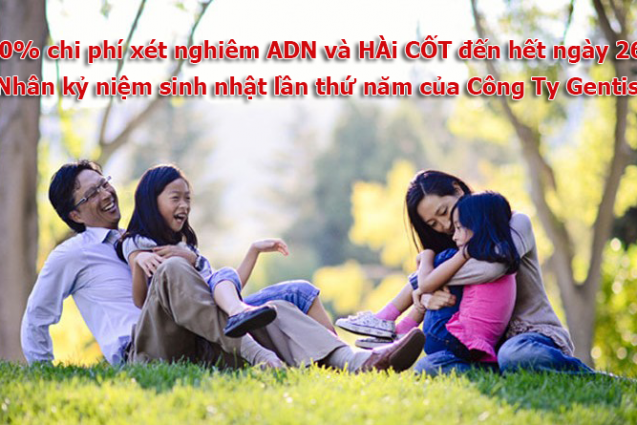 0% chi phí xét nghiêm ADN và HÀi CỐT đến hết ngày 26
Nhân kỷ niệm sinh nhật lần thứ năm của Công Ty Gentis